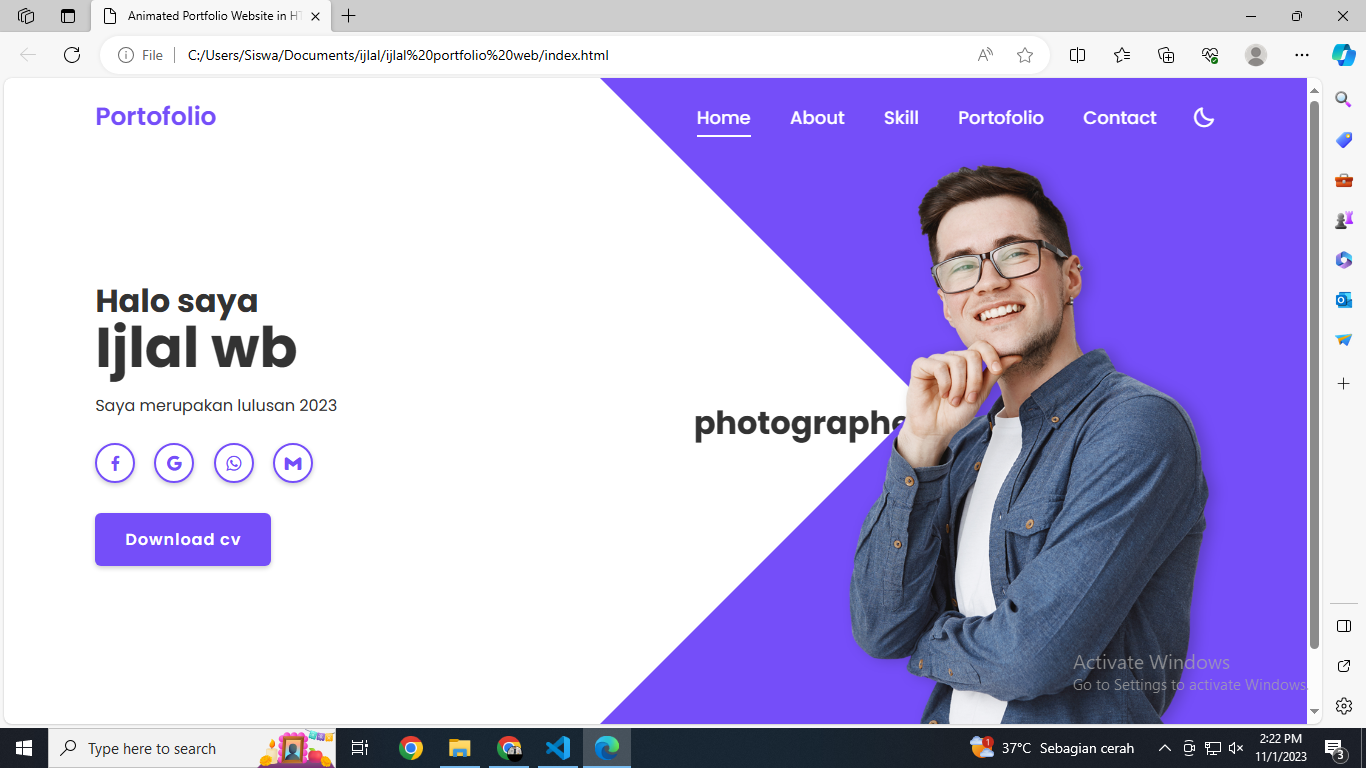 Animated Portfolio Website in HT
File
C:/Users/Siswa/Documents/ijlal/ijlal%20portfolio%20web/index.html
Portofolio
Home
About
Skill
Portofolio
Contact
Halo saya
Ijlal wb
Saya merupakan lulusan 2023
photographe
Download cv
Activate Windows
Go to Settings to activate Windows.
Type here to search
1
37°C Sebagian cerah
2:22 PM
11/1/2023
3